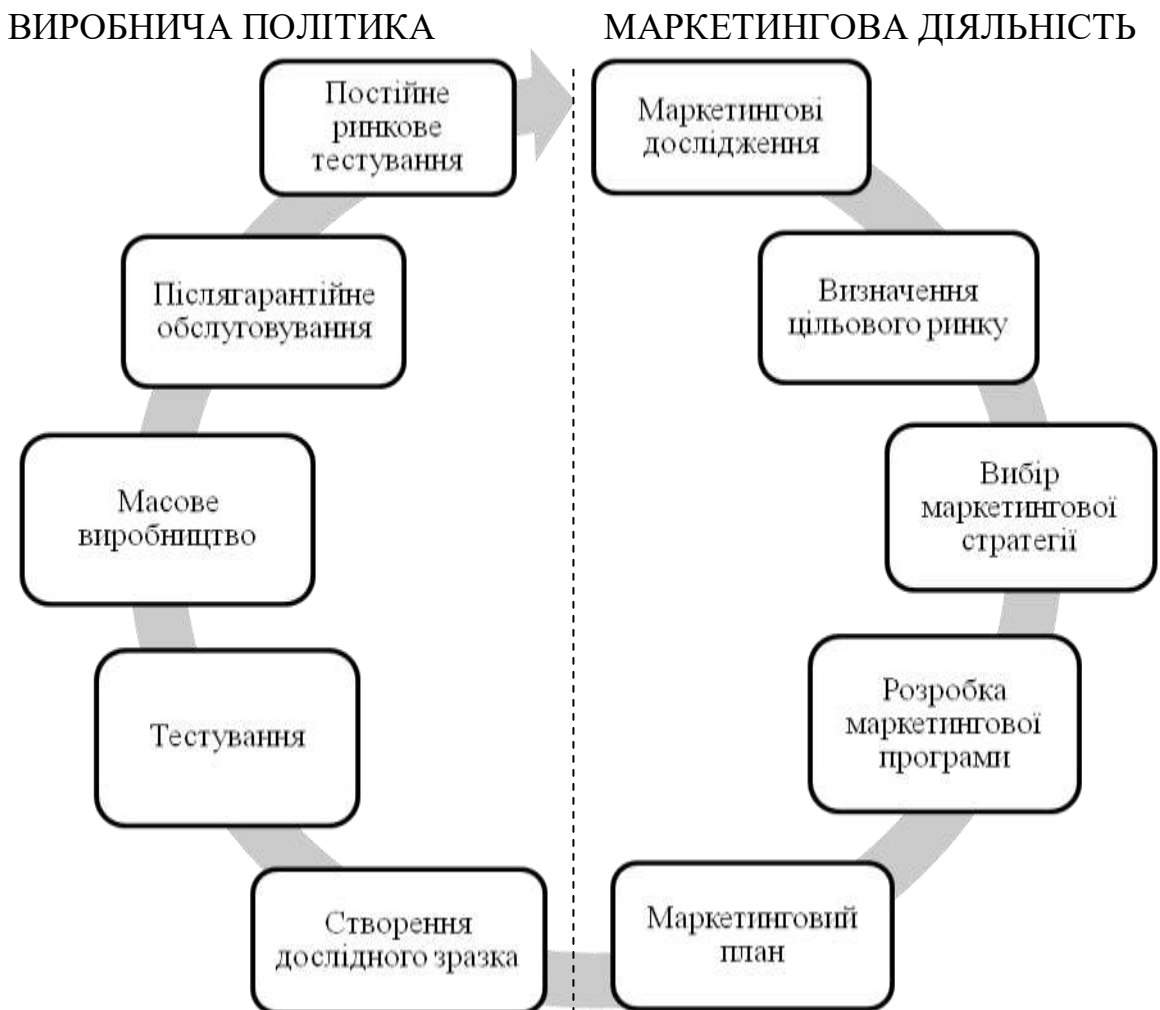 ВИРОБНИЧА ПОЛІТИКА
МАРКЕТИНГОВА ДІЯЛЬНІСТЬ
Маркетингові
дослідження
Визначення
цільового ринку
Вибір
маркетингової
стратегії
Розробка
маркетингової
програми
Маркетинговий
план
Створення
дослідного зразка
Тестування
Масове
виробництво
Післягарантійне
обслуговування
Постійне
ринкове
тестування